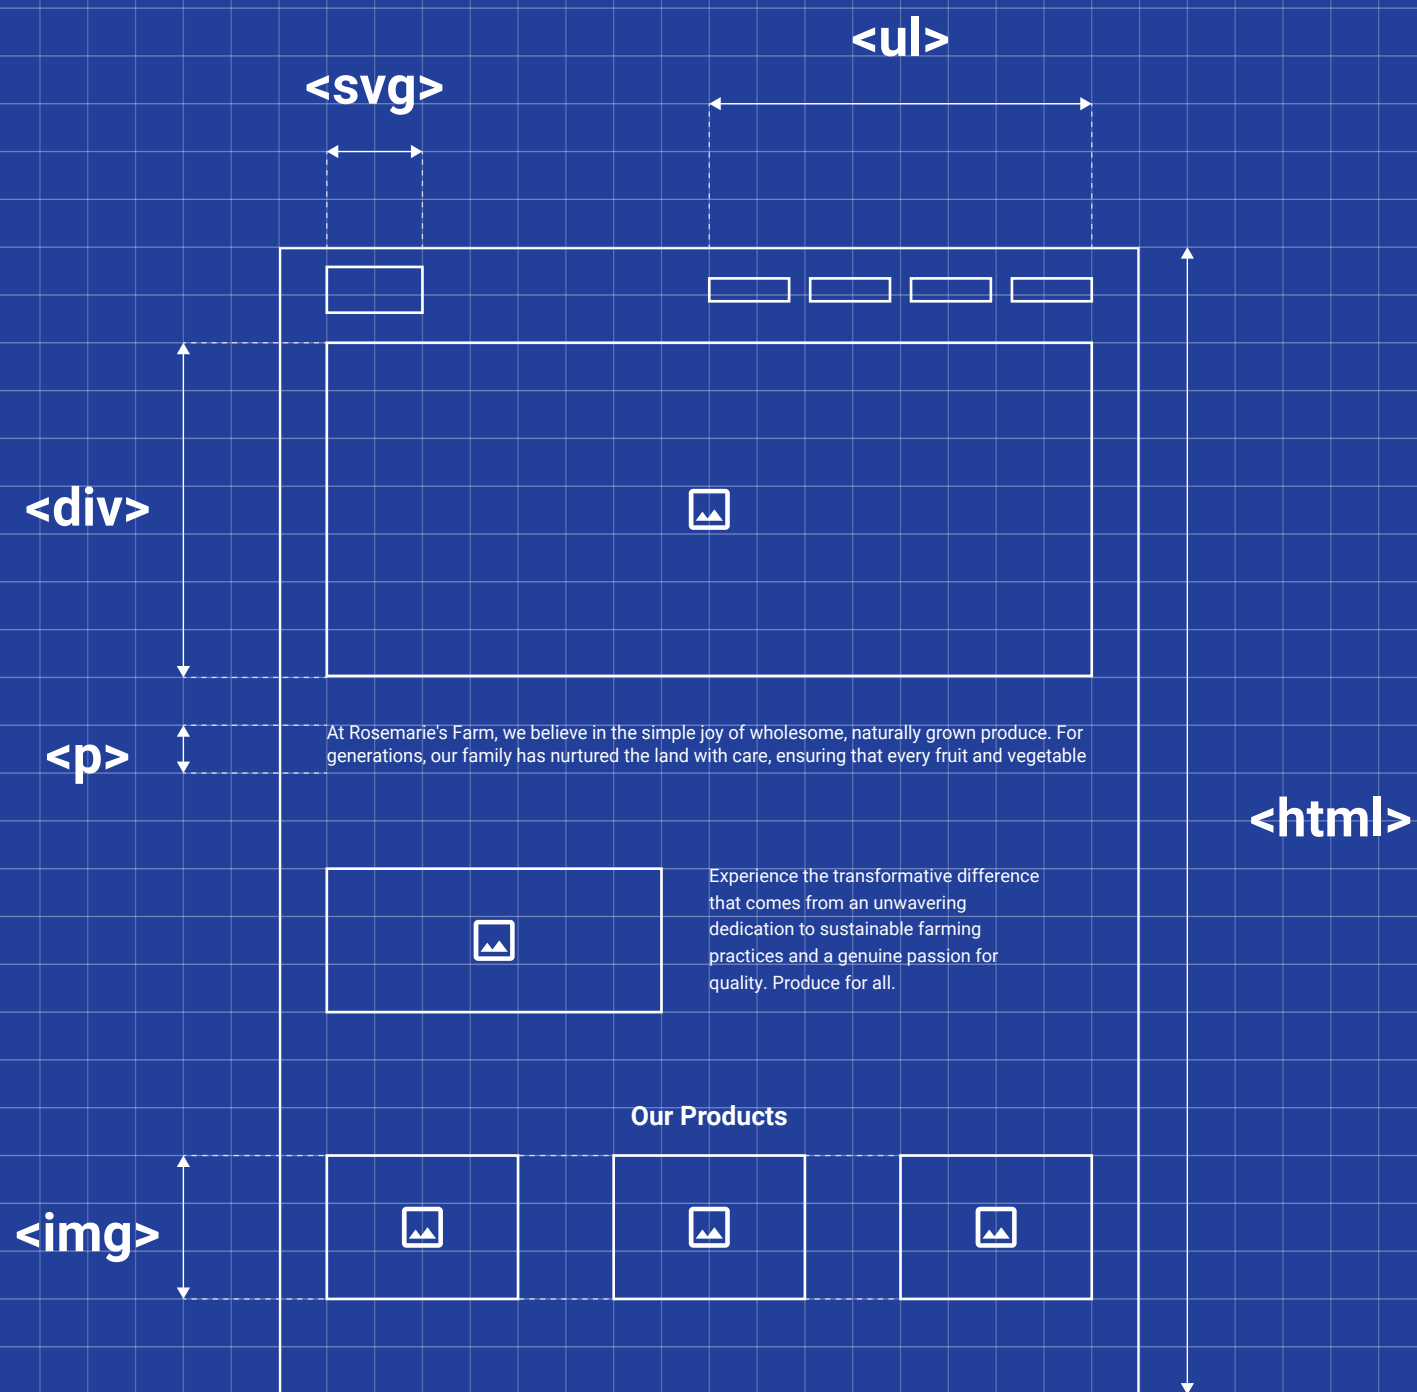 <ul>
<svg>
<div>
At Rosemarie's Farm, we believe in the simple joy of wholesome, naturally grown produce. For
generations, our family has nurtured the land with care, ensuring that every fruit and vegetable
<p>
<html>
Experience the transformative difference
that comes from an unwavering
dedication to sustainable farming
practices and a genuine passion for
quality. Produce for all.
Our Products
<img>